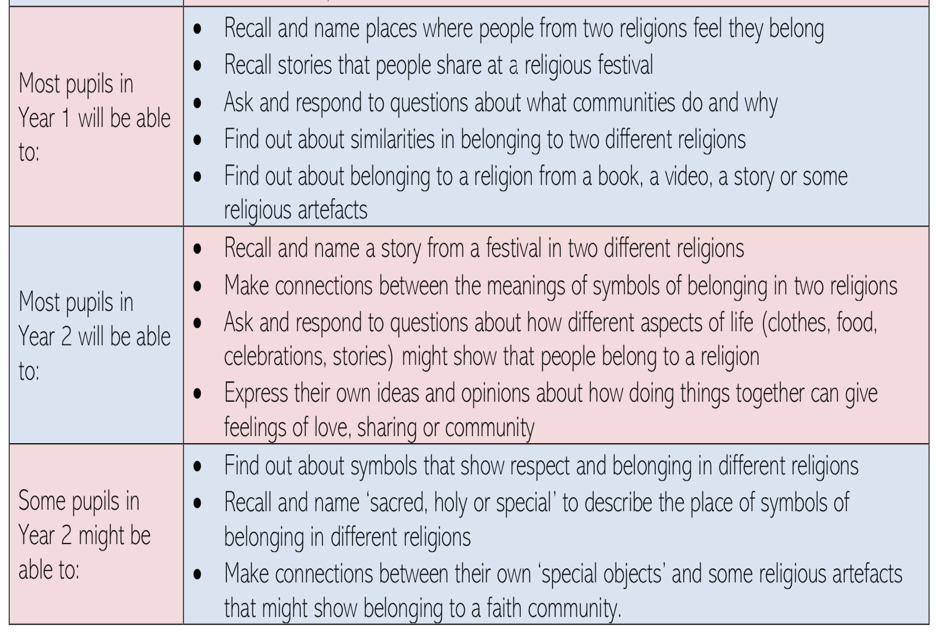 Most pupils in
Year 1 will be able
to:
• Recall and name places where people from two religions feel they belong
• Recall stories that people share at a religious festival
• Ask and respond to questions about what communities do and why
• Find out about similarities in belonging to two different religions
• Find out about belonging to a religion from a book, a video, a story or some
religious artefacts
Most pupils in
Year 2 will be able
to:
• Recall and name a story from a festival in two different religions
• Make connections between the meanings of symbols of belonging in two religions
• Ask and respond to questions about how different aspects of life (clothes, food,
celebrations, stories) might show that people belong to a religion
• Express their own ideas and opinions about how doing things together can give
feelings of love, sharing or community
Some pupils in
Year 2 might be
able to:
• Find out about symbols that show respect and belonging in different religions
• Recall and name ‘sacred, holy or special’ to describe the place of symbols of
belonging in different religions
• Make connections between their own ‘special objects’ and some religious artefacts
that might show belonging to a faith community.